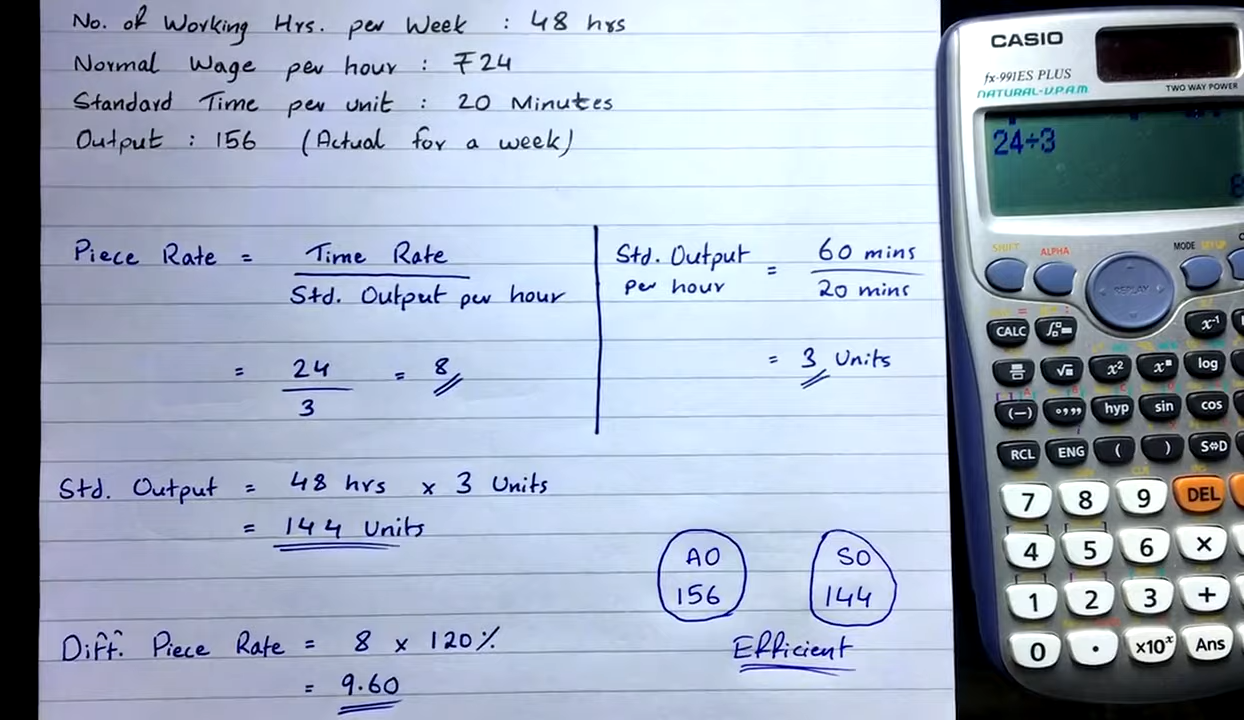 No. of Working Hrs. per Week : 48 hrs
Normal Wage per hour : ₹24
Standard Time per unit : 20 Minutes
Output : 156 (Actual for a week)
Piece Rate = Time Rate / Std. Output per hour
= 24 / 3 = 8
Std. Output per hour = 60 mins / 20 mins
= 3 Units
Std. Output = 48 hrs x 3 Units
= 144 Units
AO
156
SO
144
Efficient
Diff. Piece Rate = 8 x 120%
= 9.60
CASIO
fx-991ES PLUS
NATURAL-V.P.A.M.
TWO WAY POWER
24÷3
SHIFT ALPHA MODE SETUP
REPLAY
CALC x⁻¹
√ x² log
(−) hyp sin cos
RCL ENG ( ) S⇔D
7 8 9 DEL
4 5 6 ×
1 2 3 +
0 . ×10ˣ Ans